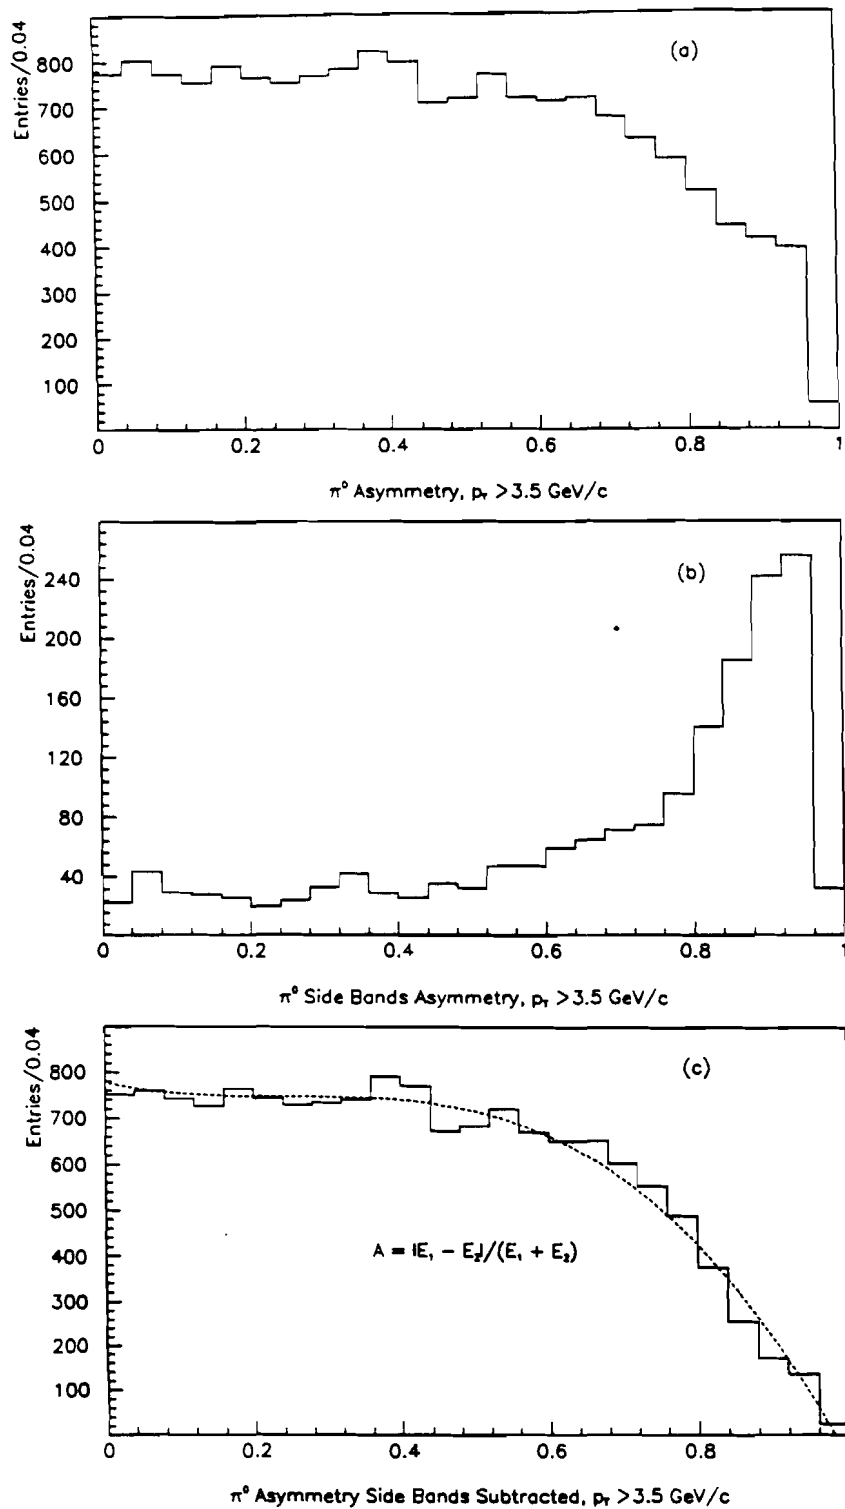 Entries/0.04
(a)
800
700
600
500
400
300
200
100
0 0.2 0.4 0.6 0.8 1
π⁰ Asymmetry, pT > 3.5 GeV/c
Entries/0.04
(b)
240
200
160
120
80
40
0 0.2 0.4 0.6 0.8 1
π⁰ Side Bands Asymmetry, pT > 3.5 GeV/c
Entries/0.04
(c)
800
700
600
500
400
300
200
100
A = |E₁ − E₂|/(E₁ + E₂)
0 0.2 0.4 0.6 0.8
π⁰ Asymmetry Side Bands Subtracted, pT > 3.5 GeV/c